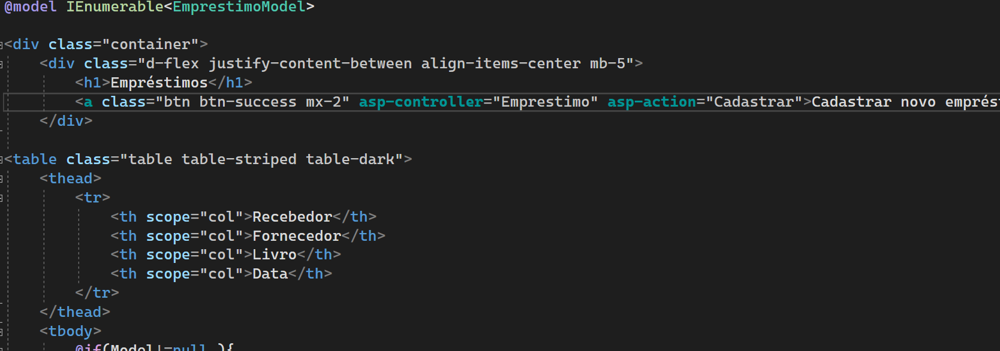 @model IEnumerable<EmprestimoModel>
<div class="container">
<div class="d-flex justify-content-between align-items-center mb-5">
<h1>Empréstimos</h1>
<a class="btn btn-success mx-2" asp-controller="Emprestimo" asp-action="Cadastrar">Cadastrar novo emprést
</div>
<table class="table table-striped table-dark">
<thead>
<tr>
<th scope="col">Recebedor</th>
<th scope="col">Fornecedor</th>
<th scope="col">Livro</th>
<th scope="col">Data</th>
</tr>
</thead>
<tbody>
@if(Model!=null ){